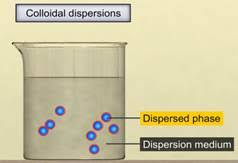 Colloidal dispersions
Dispersed phase
Dispersion medium